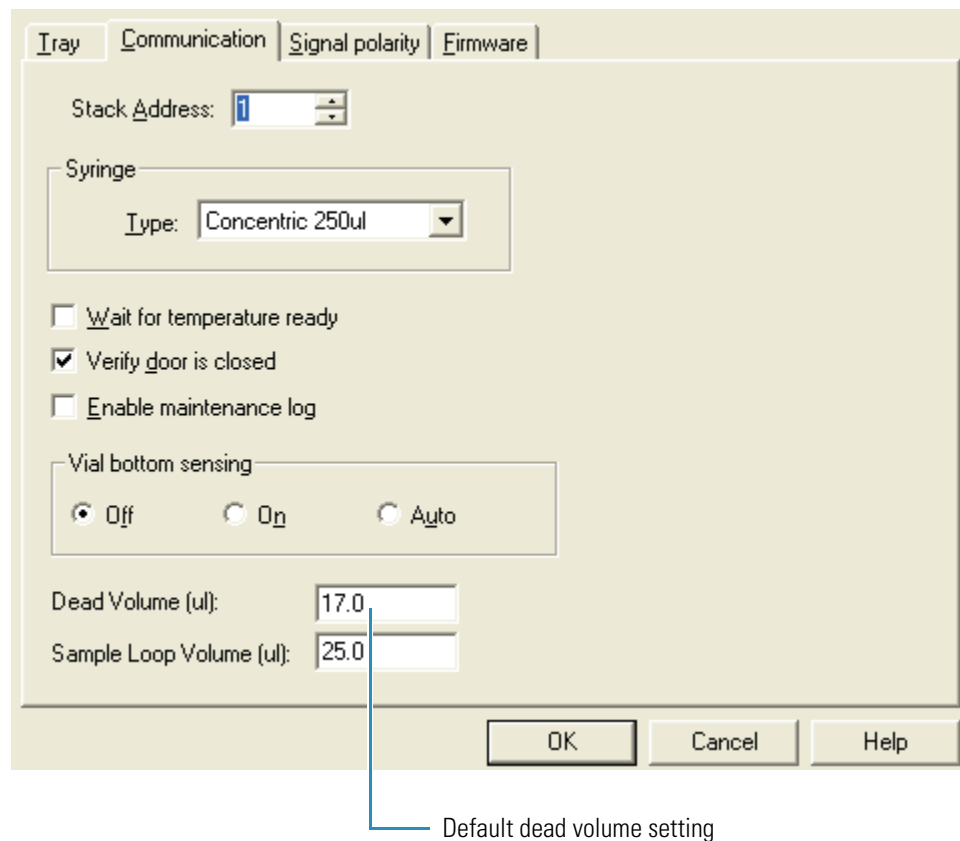 Tray Communication Signal polarity Firmware
Stack Address: 1
Syringe
Type: Concentric 250ul
Wait for temperature ready
Verify door is closed
Enable maintenance log
Vial bottom sensing
Off On Auto
Dead Volume (ul): 17.0
Sample Loop Volume (ul): 25.0
OK Cancel Help
Default dead volume setting